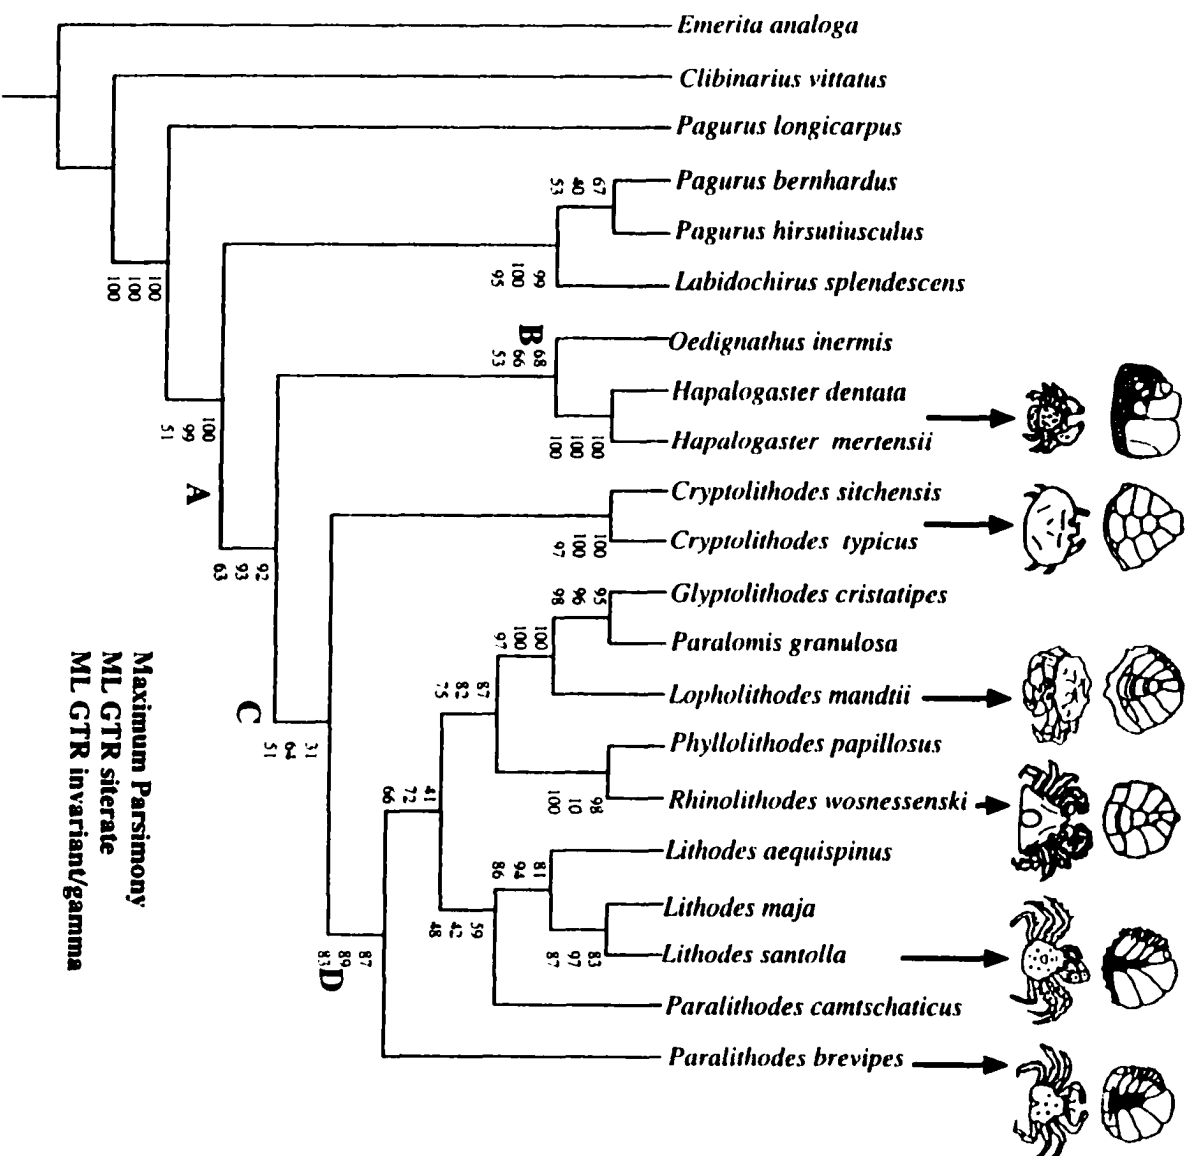 Emerita analoga
Clibinarius vittatus
Pagurus longicarpus
Pagurus bernhardus
67
40
53
Pagurus hirsutiusculus
Labidochirus splendescens
99
100
95
100
100
100
Oedignathus inermis
B
68
66
53
Hapalogaster dentata
Hapalogaster mertensii
100
100
100
100
99
51
A
Cryptolithodes sitchensis
Cryptolithodes typicus
100
100
97
92
93
63
Glyptolithodes cristatipes
95
96
98
Paralomis granulosa
100
100
97
Lopholithodes mandtii
87
82
75
C
31
64
51
Phyllolithodes papillosus
Rhinolithodes wosnessenski
98
10
100
41
72
66
Lithodes aequispinus
81
94
86
Lithodes maja
59
42
48
Lithodes santolla
83
97
87
D
87
89
83
Paralithodes camtschaticus
Paralithodes brevipes
Maximum Parsimony
ML GTR siterate
ML GTR invariant/gamma